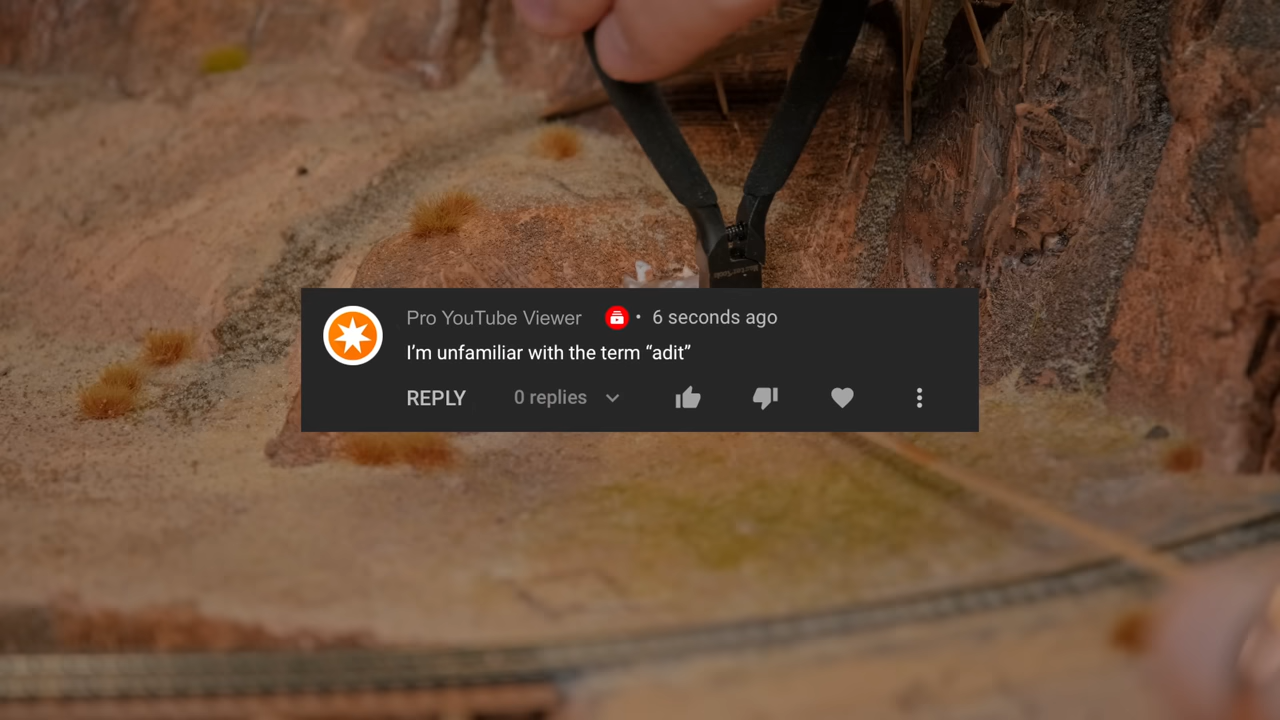 Pro YouTube Viewer • 6 seconds ago
I’m unfamiliar with the term “adit”
REPLY 0 replies